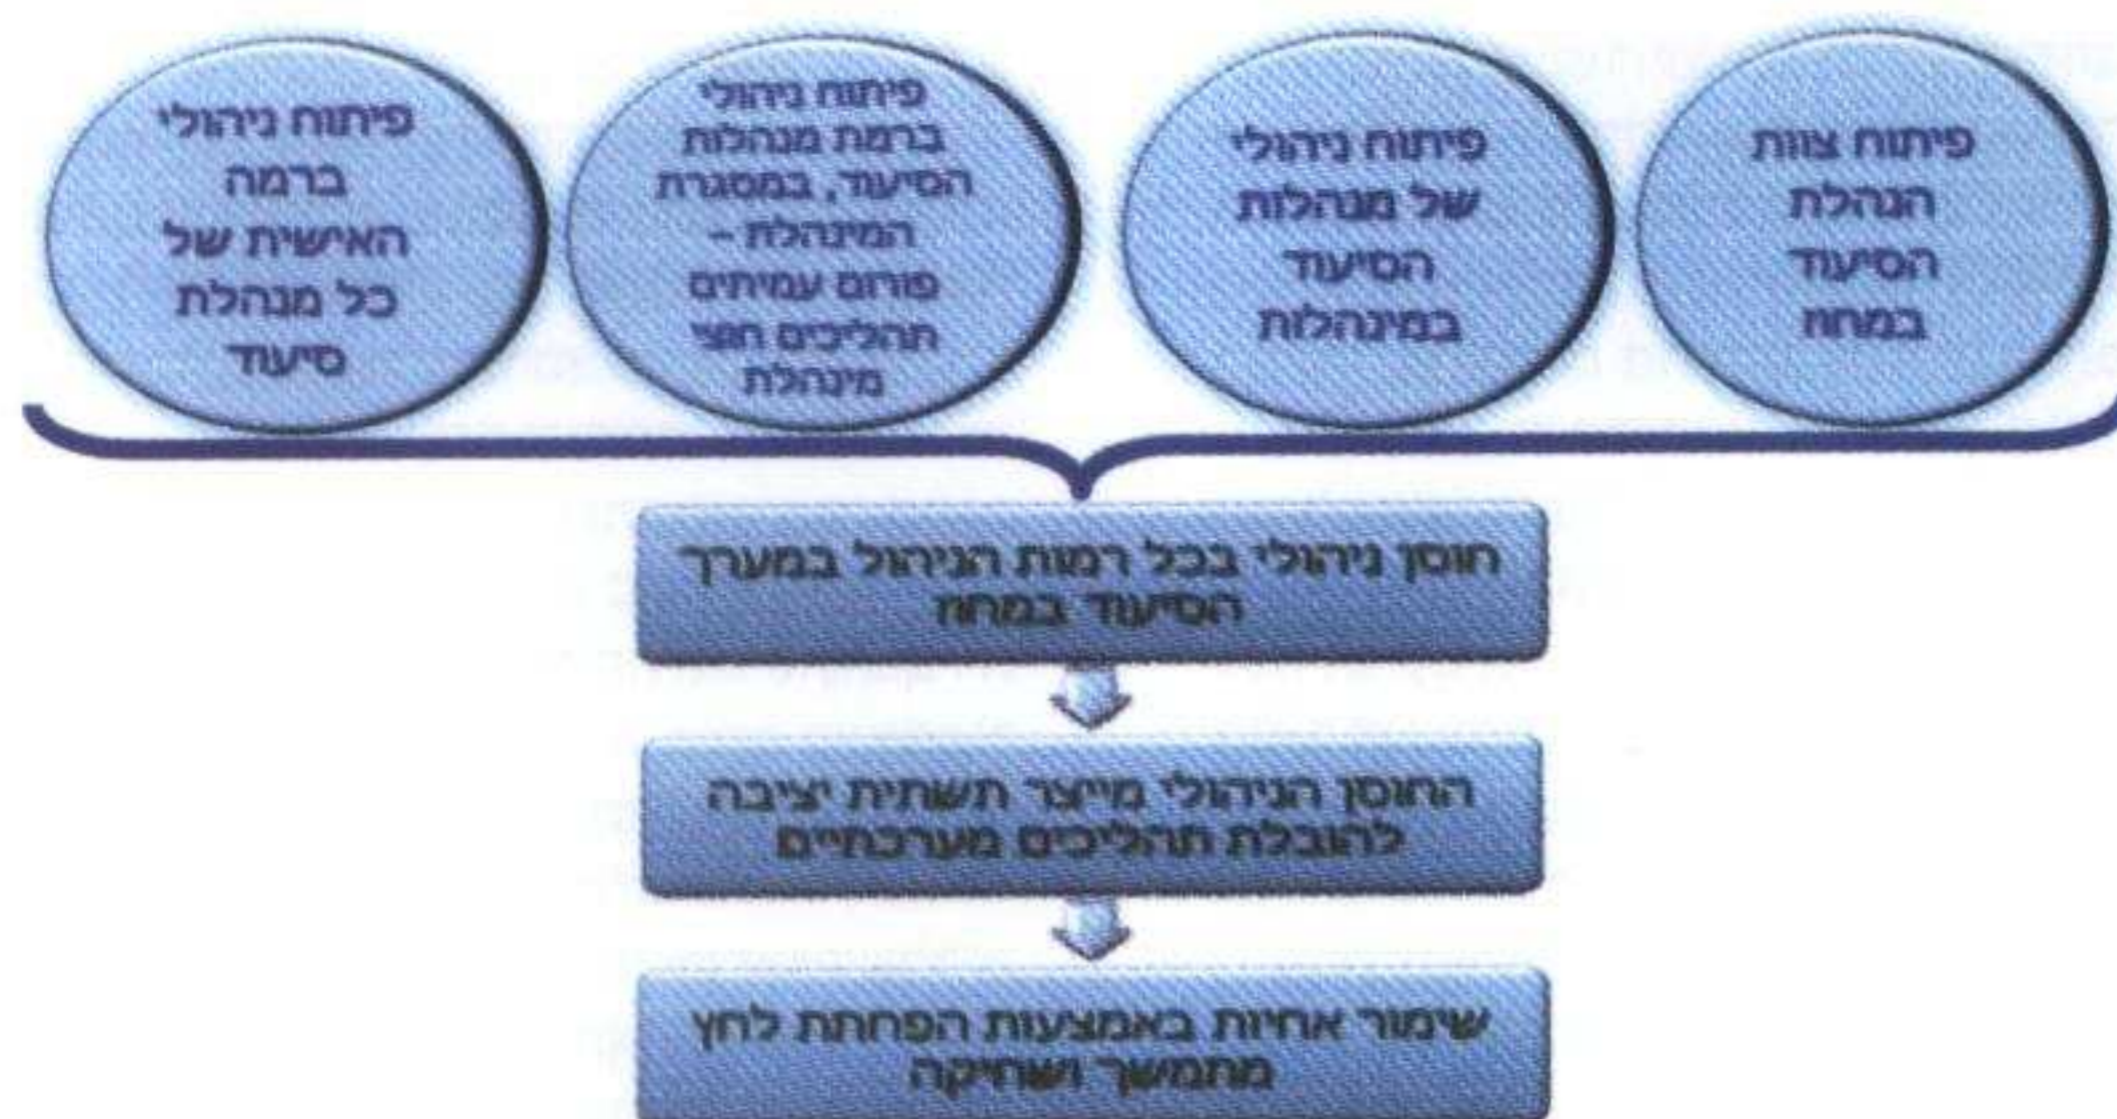 פיתוח צוות
הנהלת
הסיעוד
במחוז
פיתוח ניהולי
של מנהלות
הסיעוד
במינהלות
פיתוח ניהולי
ברמת מנהלות
הסיעוד, במסגרת
המינהלת –
פורום עמיתים
תהליכים חוצי
מינהלת
פיתוח ניהולי
ברמה
האישית של
כל מנהלת
סיעוד
חוסן ניהולי בכל רמות הניהול במערך
הסיעוד במחוז
החוסן הניהולי מייצר תשתית יציבה
להובלת תהליכים מערכתיים
שימור אחיות באמצעות הפחתת לחץ
מתמשך ושחיקה